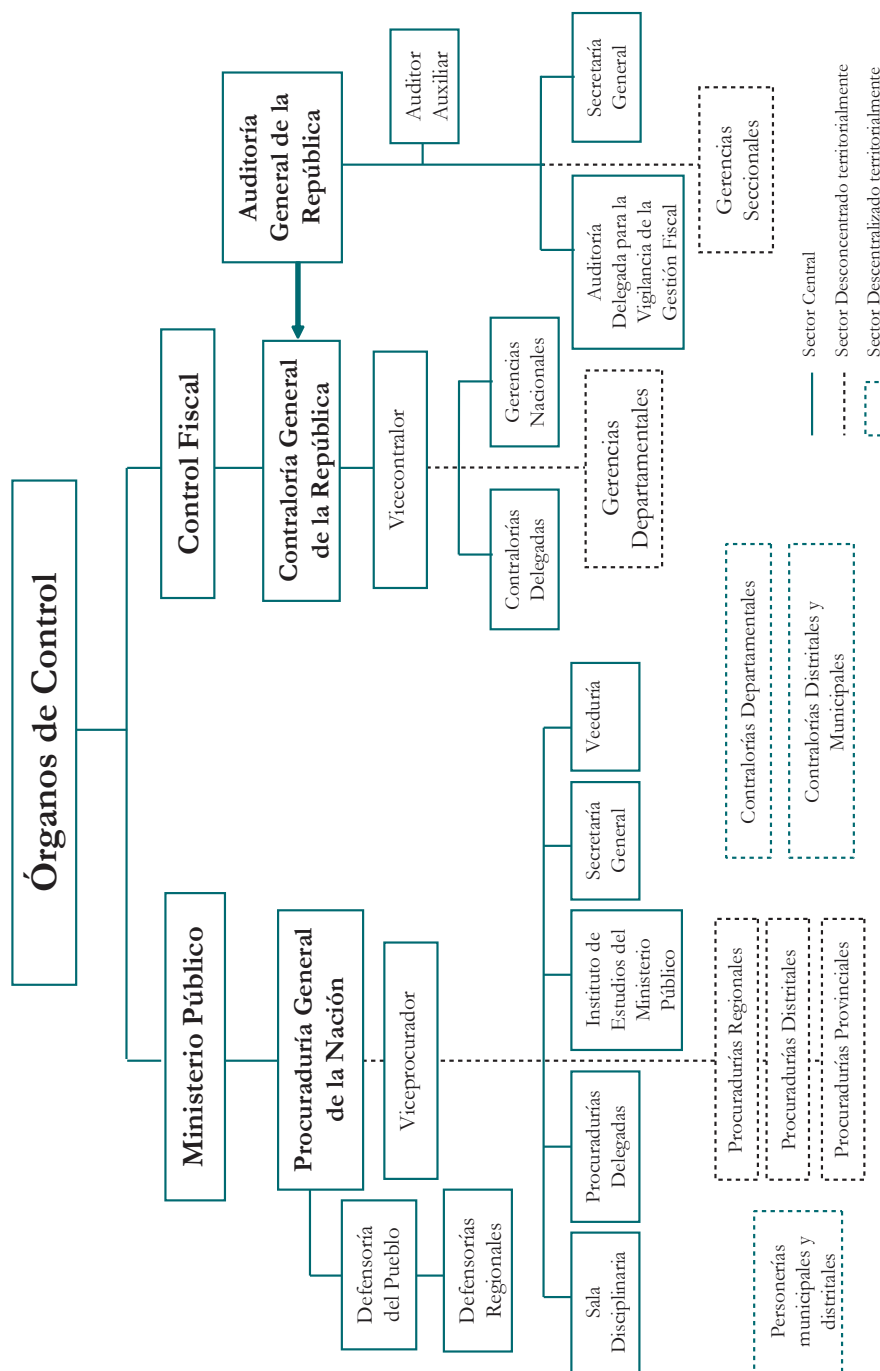 Órganos de Control
Ministerio Público
Control Fiscal
Procuraduría General
de la Nación
Contraloría General
de la República
Auditoría
General de la
República
Defensoría
del Pueblo
Viceprocurador
Vicecontralor
Auditor
Auxiliar
Defensorías
Regionales
Contralorías
Delegadas
Gerencias
Nacionales
Sala
Disciplinaria
Procuradurías
Delegadas
Instituto de
Estudios del
Ministerio
Público
Secretaría
General
Veeduría
Gerencias
Departamentales
Auditoría
Delegada para la
Vigilancia de la
Gestión Fiscal
Secretaría
General
Personerías
municipales y
distritales
Procuradurías Regionales
Procuradurías Distritales
Procuradurías Provinciales
Contralorías Departamentales
Contralorías Distritales y
Municipales
Gerencias
Seccionales
Sector Central
Sector Desconcentrado territorialmente
Sector Descentralizado territorialmente